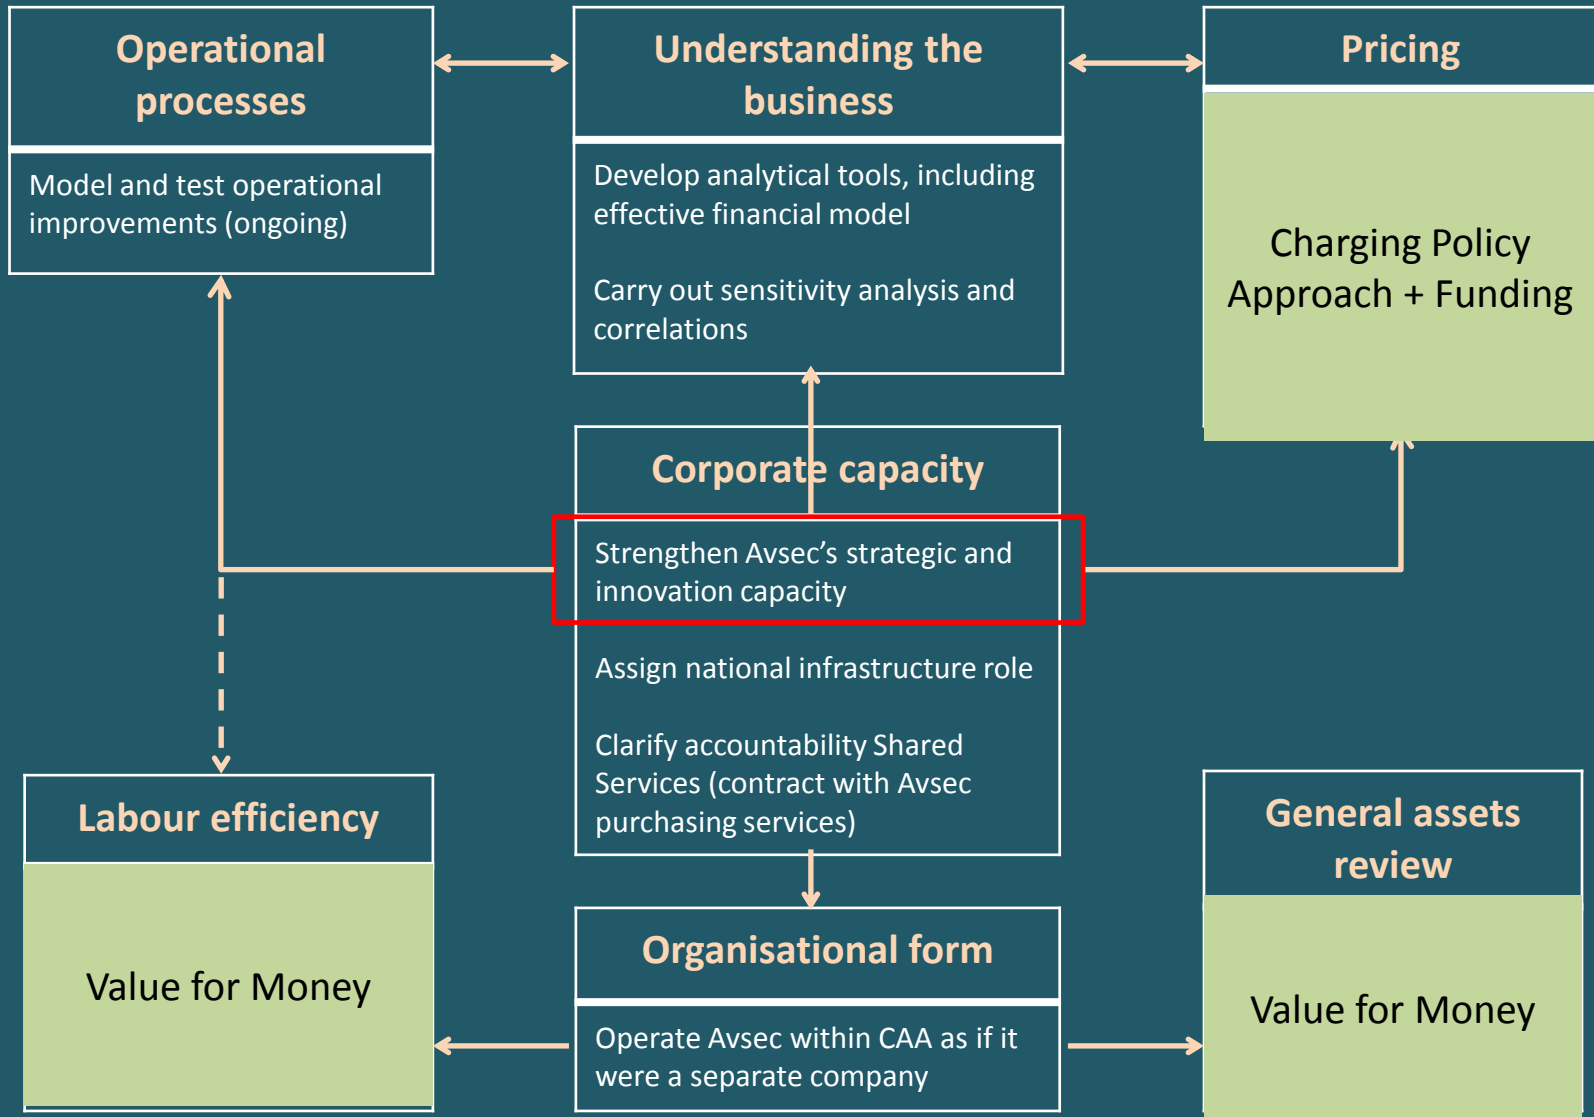 Operational
processes
Model and test operational
improvements (ongoing)
Understanding the
business
Develop analytical tools, including
effective financial model
Carry out sensitivity analysis and
correlations
Pricing
Charging Policy
Approach + Funding
Corporate capacity
Strengthen Avsec’s strategic and
innovation capacity
Assign national infrastructure role
Clarify accountability Shared
Services (contract with Avsec
purchasing services)
Labour efficiency
Value for Money
Organisational form
Operate Avsec within CAA as if it
were a separate company
General assets
review
Value for Money